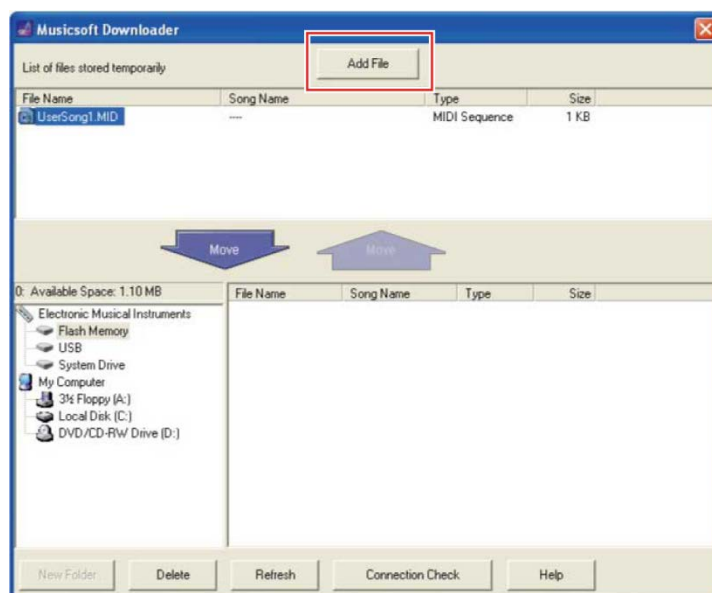 Musicsoft Downloader
List of files stored temporarily
Add File
File Name Song Name Type Size
UserSong1.MID ---- MIDI Sequence 1 KB
Move Move
0: Available Space: 1.10 MB
File Name Song Name Type Size
Electronic Musical Instruments
Flash Memory
USB
System Drive
My Computer
3½ Floppy (A:)
Local Disk (C:)
DVD/CD-RW Drive (D:)
New Folder Delete Refresh Connection Check Help